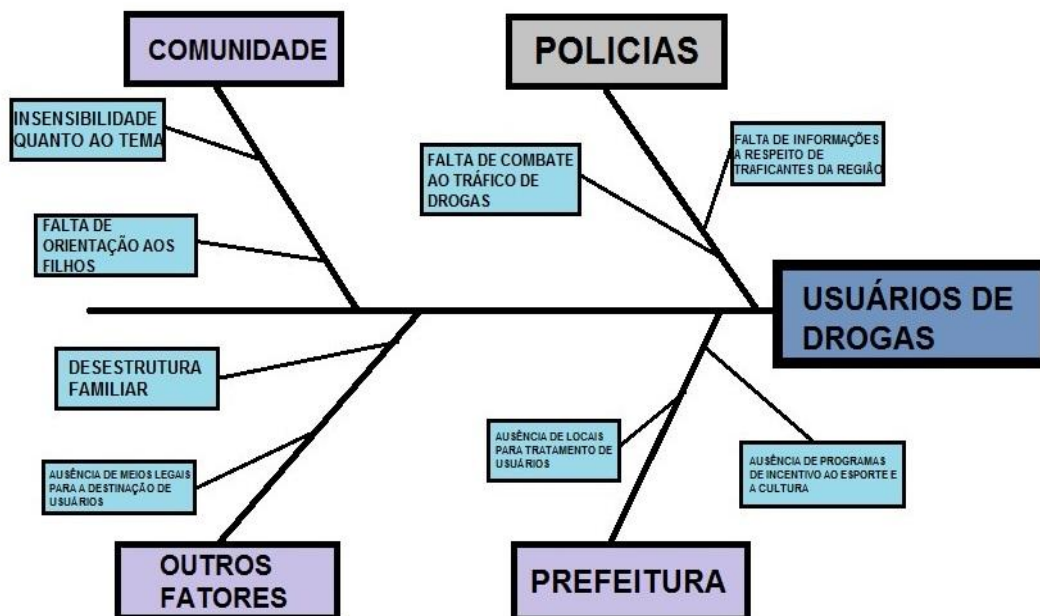 COMUNIDADE
POLICIAS
INSENSIBILIDADE
QUANTO AO TEMA
FALTA DE COMBATE
AO TRÁFICO DE
DROGAS
FALTA DE INFORMAÇÕES
A RESPEITO DE
TRAFICANTES DA REGIÃO
FALTA DE
ORIENTAÇÃO AOS
FILHOS
USUÁRIOS DE
DROGAS
DESESTRUTURA
FAMILIAR
AUSÊNCIA DE LOCAIS
PARA TRATAMENTO DE
USUÁRIOS
AUSÊNCIA DE PROGRAMAS
DE INCENTIVO AO ESPORTE E
A CULTURA
AUSÊNCIA DE MEIOS LEGAIS
PARA A DESTINAÇÃO DE
USUÁRIOS
OUTROS
FATORES
PREFEITURA